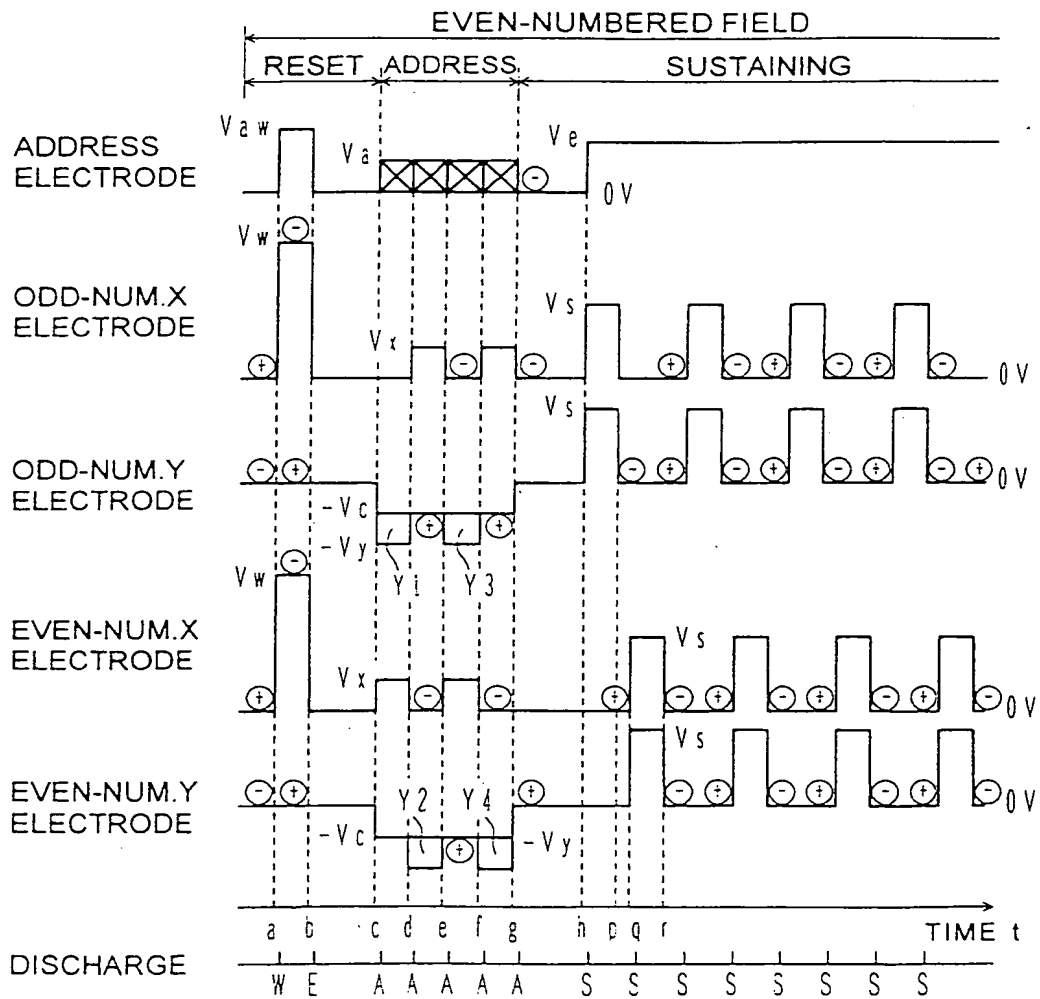 EVEN-NUMBERED FIELD
RESET ADDRESS SUSTAINING
ADDRESS
ELECTRODE
Vaw
Va
Ve
-
0V
Vw
-
ODD-NUM.X
ELECTRODE
Vx
Vs
+ - - + - + - + - 0V
ODD-NUM.Y
ELECTRODE
Vs
- + - + - + - + - + 0V
-Vc
-Vy
+ +
Y1 Y3
Vw
-
EVEN-NUM.X
ELECTRODE
Vx
Vs
+ - - + - + - + - + - 0V
EVEN-NUM.Y
ELECTRODE
Vs
- + + - + - + - + - 0V
Y2 Y4
-Vc
+
-Vy
a b c d e f g h p q r TIME t
DISCHARGE
W E A A A A A S S S S S S S S